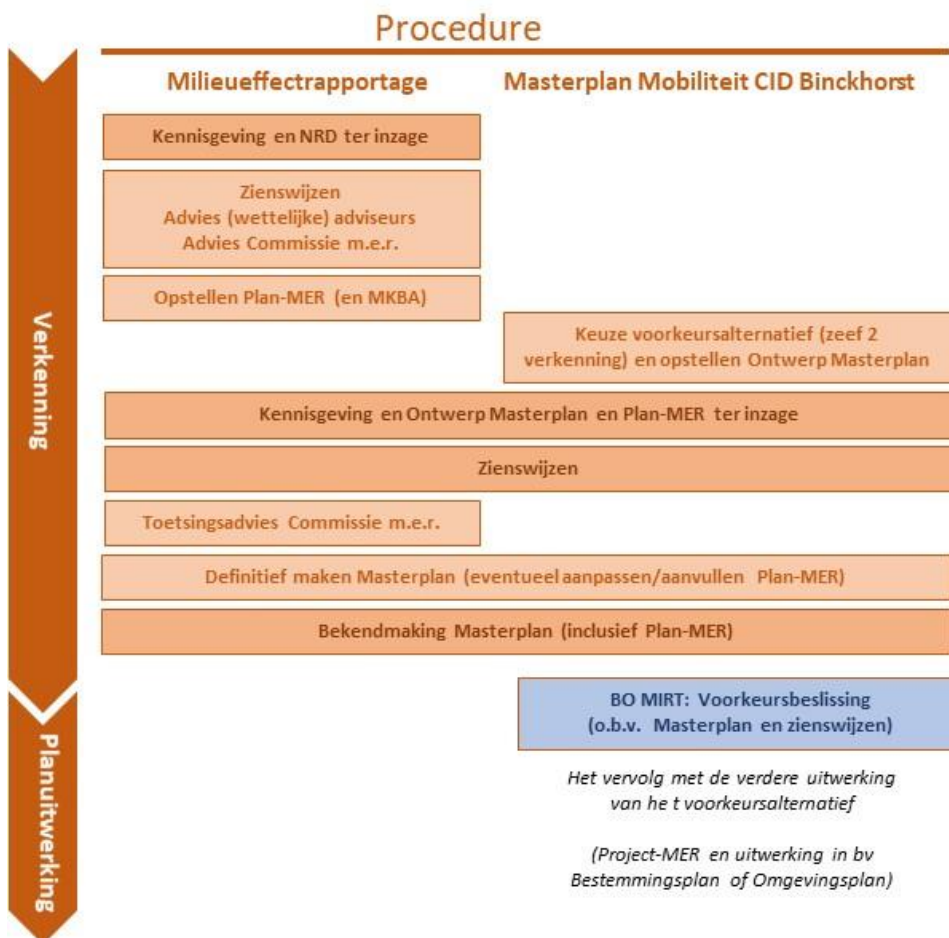 Procedure
Milieueffectrapportage
Masterplan Mobiliteit CID Binckhorst
Verkenning
Kennisgeving en NRD ter inzage
Zienswijzen
Advies (wettelijke) adviseurs
Advies Commissie m.e.r.
Opstellen Plan-MER (en MKBA)
Keuze voorkeursalternatief (zeef 2
verkenning) en opstellen Ontwerp Masterplan
Kennisgeving en Ontwerp Masterplan en Plan-MER ter inzage
Zienswijzen
Toetsingsadvies Commissie m.e.r.
Definitief maken Masterplan (eventueel aanpassen/aanvullen Plan-MER)
Bekendmaking Masterplan (inclusief Plan-MER)
Planuitwerking
BO MIRT: Voorkeursbeslissing
(o.b.v. Masterplan en zienswijzen)
Het vervolg met de verdere uitwerking
van he t voorkeursalternatief
(Project-MER en uitwerking in bv
Bestemmingsplan of Omgevingsplan)